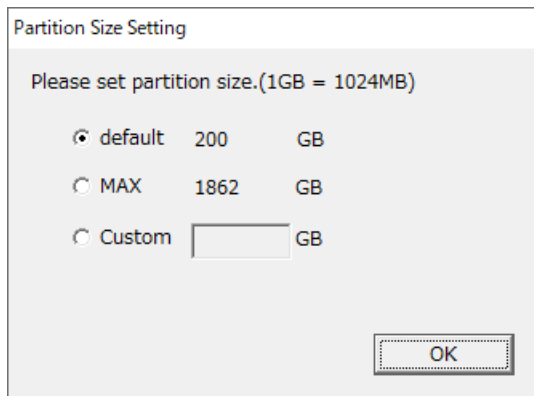 Partition Size Setting
Please set partition size.(1GB = 1024MB)
default 200 GB
MAX 1862 GB
Custom GB
OK